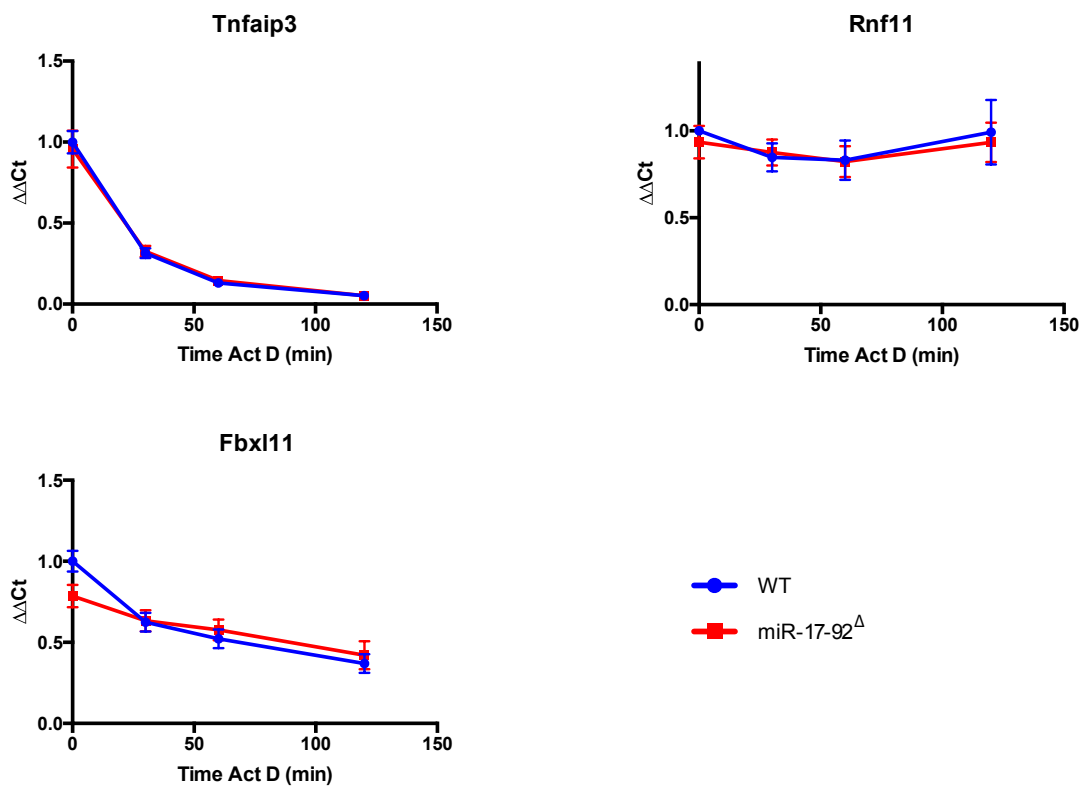 Tnfaip3
1.5
1.0
0.5
0.0
ΔΔCt
0 50 100 150
Time Act D (min)
Rnf11
1.0
0.5
0.0
ΔΔCt
0 50 100 150
Time Act D (min)
Fbxl11
1.5
1.0
0.5
0.0
ΔΔCt
0 50 100 150
Time Act D (min)
WT
miR-17-92Δ